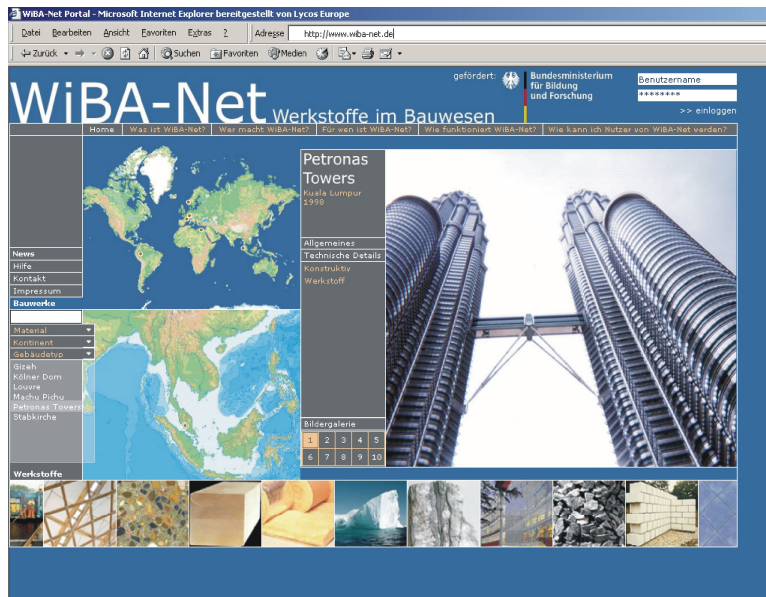 WiBA-Net Portal - Microsoft Internet Explorer bereitgestellt von Lycos Europe
Datei Bearbeiten Ansicht Favoriten Extras ? Adresse http://www.wiba-net.de
Zurück Suchen Favoriten Medien
WiBA-Net Werkstoffe im Bauwesen
gefördert: Bundesministerium
für Bildung
und Forschung
Benutzername
********
>> einloggen
Home Was ist WiBA-Net? Wer macht WiBA-Net? Für wen ist WiBA-Net? Wie funktioniert WiBA-Net? Wie kann ich Nutzer von WiBA-Net werden?
News
Hilfe
Kontakt
Impressum
Bauwerke
Material
Kontinent
Gebäudetyp
Gizeh
Kölner Dom
Louvre
Machu Pichu
Petronas Towers
Stabkirche
Werkstoffe
Petronas
Towers
Kuala Lumpur
1998
Allgemeines
Technische Details
Konstruktiv
Werkstoff
Bildergalerie
1 2 3 4 5
6 7 8 9 10